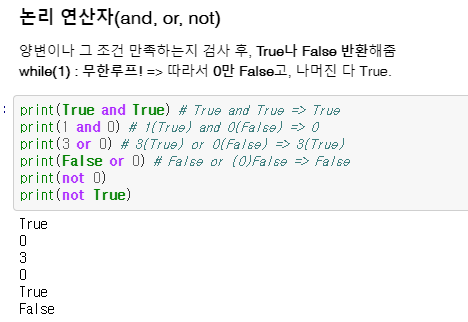 논리 연산자(and, or, not)
양변이나 그 조건 만족하는지 검사 후, True나 False 반환해줌
while(1) : 무한루프! => 따라서 0만 False고, 나머진 다 True.
: print(True and True) # True and True => True
print(1 and 0) # 1(True) and 0(False) => 0
print(3 or 0) # 3(True) or 0(False) => 3(True)
print(False or 0) # False or (0)False => False
print(not 0)
print(not True)
True
0
3
0
True
False